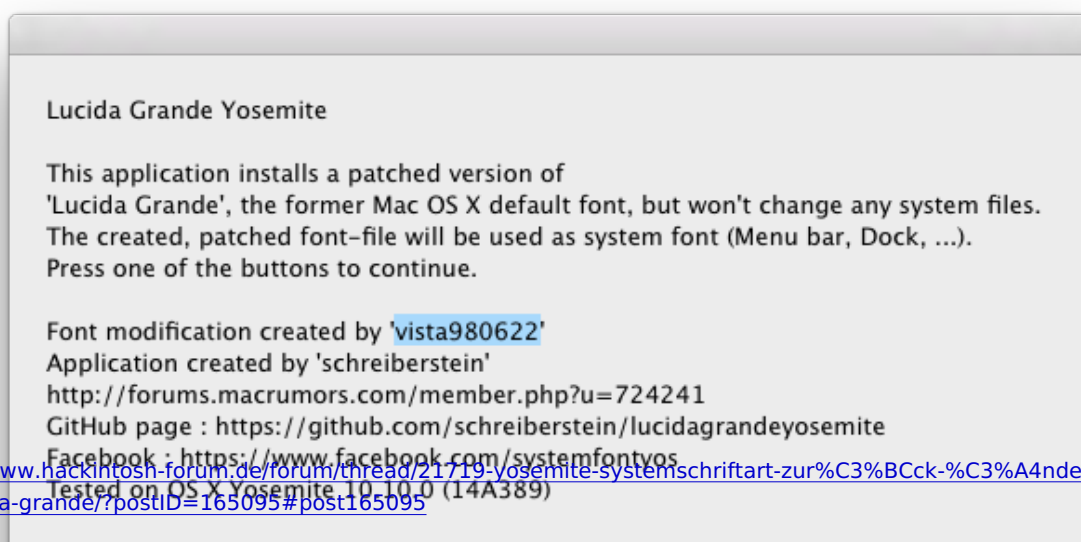 Lucida Grande Yosemite
This application installs a patched version of
'Lucida Grande', the former Mac OS X default font, but won't change any system files.
The created, patched font-file will be used as system font (Menu bar, Dock, ...).
Press one of the buttons to continue.
Font modification created by 'vista980622'
Application created by 'schreiberstein'
http://forums.macrumors.com/member.php?u=724241
GitHub page : https://github.com/schreiberstein/lucidagrandeyosemite
Facebook : https://www.facebook.com/systemfontyos
ww.hackintosh-forum.de/forum/thread/21719-yosemite-systemschriftart-zur%C3%BCck-%C3%A4nde
Tested on OS X Yosemite 10.10.0 (14A389)
a-grande/?postID=165095#post165095